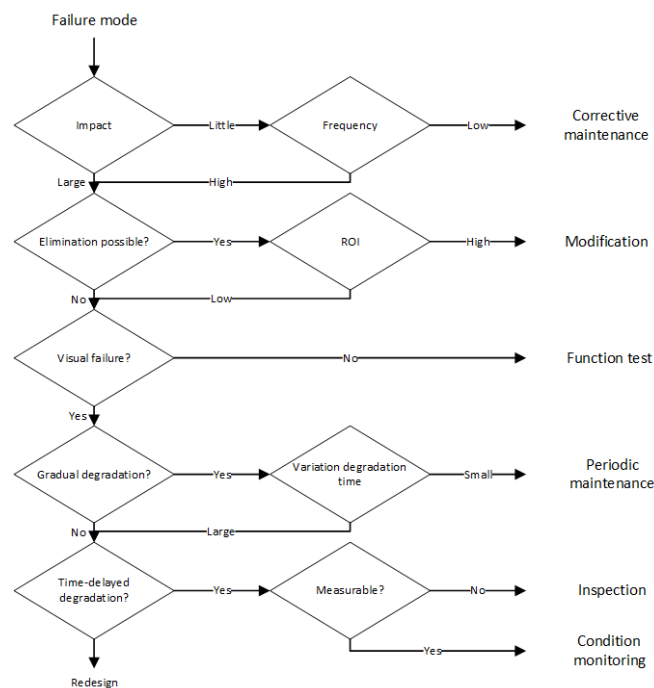 Failure mode
Impact
Little
Frequency
Low
Corrective
maintenance
Large
High
Elimination possible?
Yes
ROI
High
Modification
No
Low
Visual failure?
No
Function test
Yes
Gradual degradation?
Yes
Variation degradation
time
Small
Periodic
maintenance
No
Large
Time-delayed
degradation?
Yes
Measurable?
No
Inspection
Yes
Condition
monitoring
Redesign